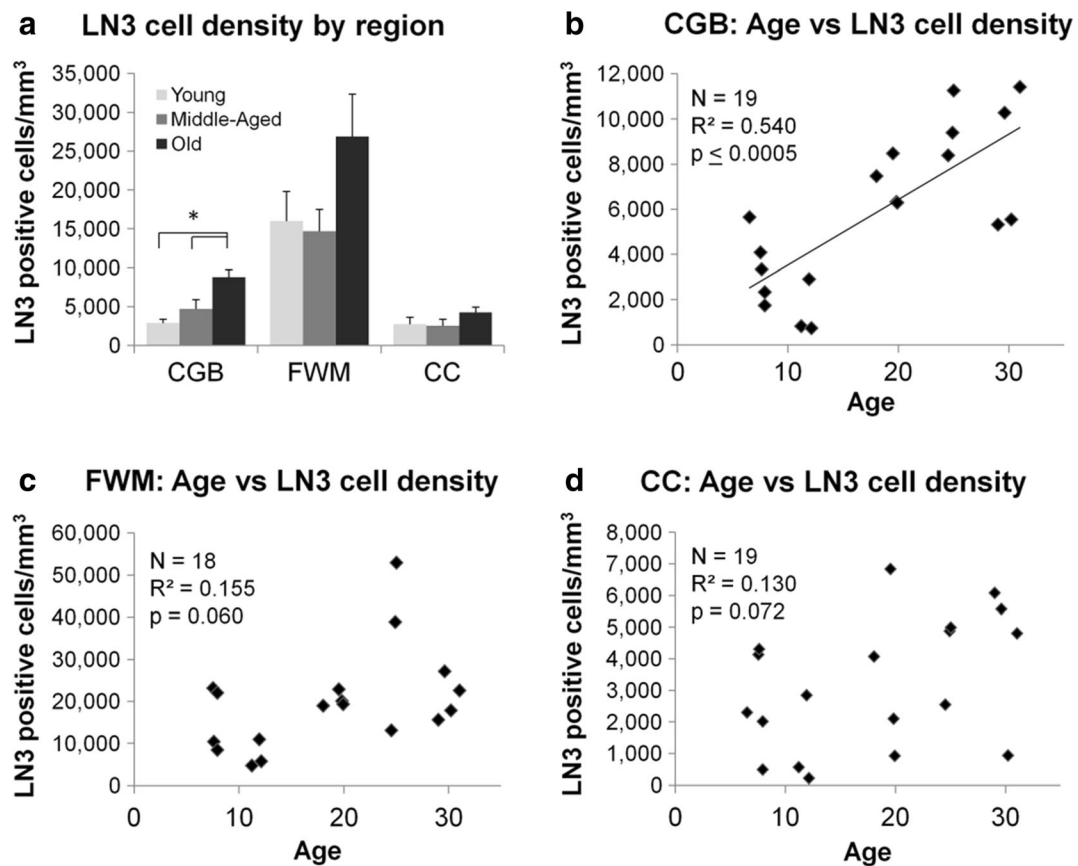 a LN3 cell density by region
LN3 positive cells/mm³
35,000
30,000
25,000
20,000
15,000
10,000
5,000
0
Young
Middle-Aged
Old
*
CGB FWM CC
b CGB: Age vs LN3 cell density
LN3 positive cells/mm³
12,000
10,000
8,000
6,000
4,000
2,000
0
N = 19
R² = 0.540
p ≤ 0.0005
0 10 20 30
Age
c FWM: Age vs LN3 cell density
LN3 positive cells/mm³
60,000
50,000
40,000
30,000
20,000
10,000
0
N = 18
R² = 0.155
p = 0.060
0 10 20 30
Age
d CC: Age vs LN3 cell density
LN3 positive cells/mm³
8,000
7,000
6,000
5,000
4,000
3,000
2,000
1,000
0
N = 19
R² = 0.130
p = 0.072
0 10 20 30
Age